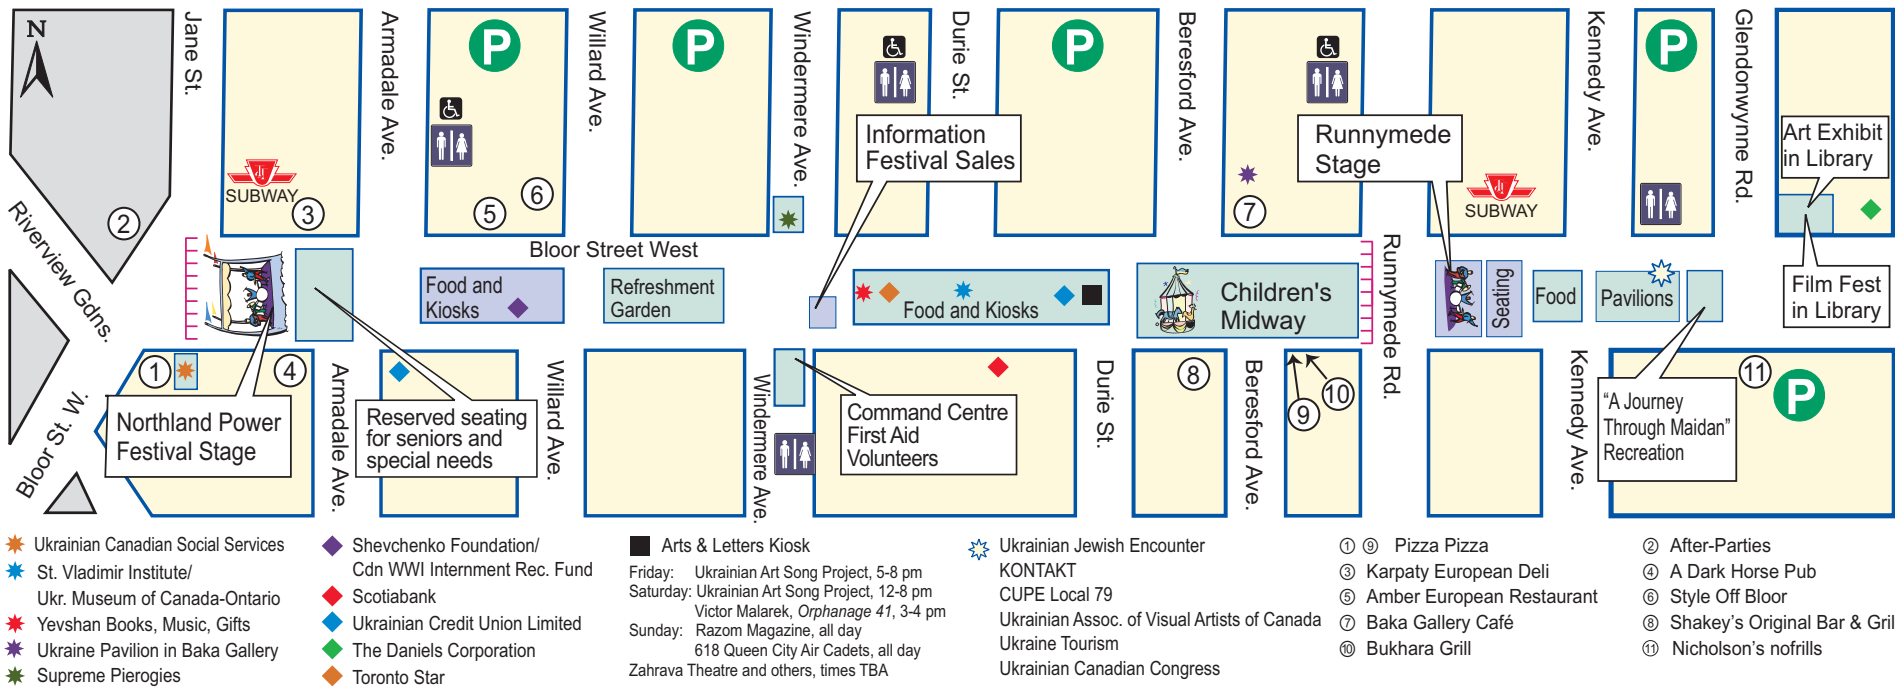 N
Jane St.
Armadale Ave.
P
Willard Ave.
P
Windermere Ave.
Durie St.
P
Beresford Ave.
Kennedy Ave.
P
Glendonwynne Rd.
Information
Festival Sales
Runnymede
Stage
Art Exhibit
in Library
SUBWAY
3
2
5
6
7
SUBWAY
Riverview Gdns.
Bloor Street West
Food and
Kiosks
Refreshment
Garden
Food and Kiosks
Children's
Midway
Runnymede Rd.
Seating
Food
Pavilions
Film Fest
in Library
1
4
Bloor St. W.
Northland Power
Festival Stage
Armadale Ave.
Reserved seating
for seniors and
special needs
Willard Ave.
Windermere Ave.
Command Centre
First Aid
Volunteers
Durie St.
8
Beresford Ave.
9
10
Kennedy Ave.
“A Journey
Through Maidan”
Recreation
11
P
Ukrainian Canadian Social Services
St. Vladimir Institute/
Ukr. Museum of Canada-Ontario
Yevshan Books, Music, Gifts
Ukraine Pavilion in Baka Gallery
Supreme Pierogies
Shevchenko Foundation/
Cdn WWI Internment Rec. Fund
Scotiabank
Ukrainian Credit Union Limited
The Daniels Corporation
Toronto Star
Arts & Letters Kiosk
Friday: Ukrainian Art Song Project, 5-8 pm
Saturday: Ukrainian Art Song Project, 12-8 pm
Victor Malarek, Orphanage 41, 3-4 pm
Sunday: Razom Magazine, all day
618 Queen City Air Cadets, all day
Zahrava Theatre and others, times TBA
Ukrainian Jewish Encounter
KONTAKT
CUPE Local 79
Ukrainian Assoc. of Visual Artists of Canada
Ukraine Tourism
Ukrainian Canadian Congress
1 9 Pizza Pizza
3 Karpaty European Deli
5 Amber European Restaurant
7 Baka Gallery Café
10 Bukhara Grill
2 After-Parties
4 A Dark Horse Pub
6 Style Off Bloor
8 Shakey's Original Bar & Gril
11 Nicholson's nofrills